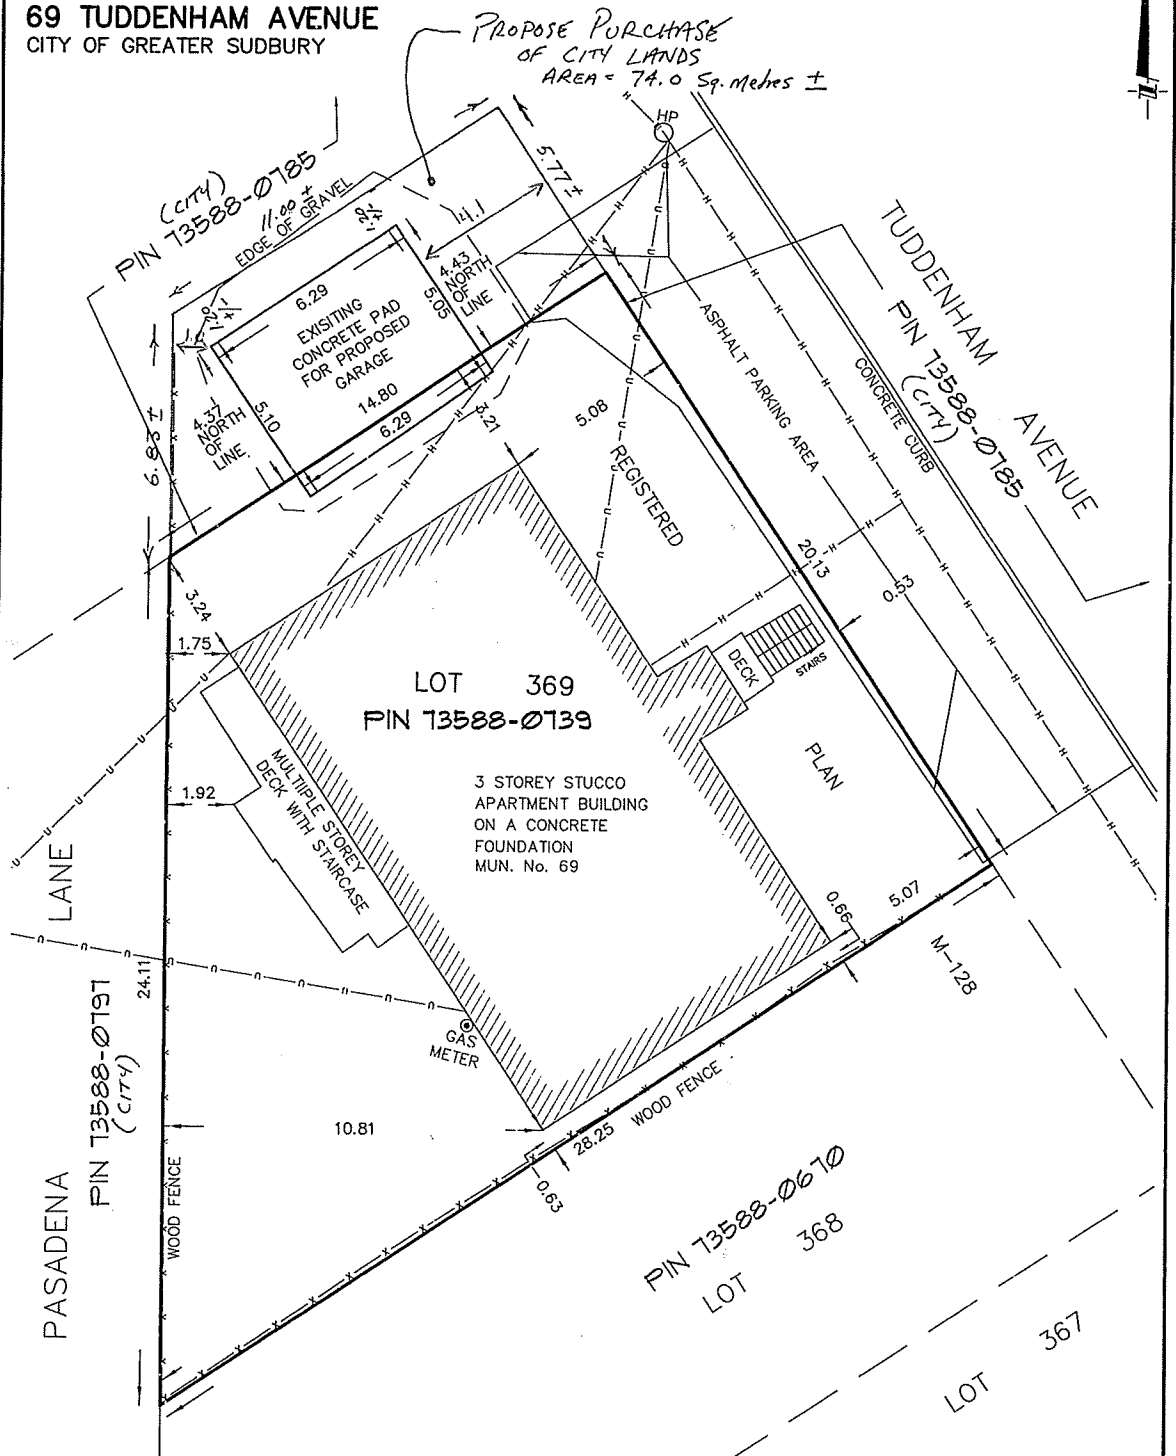 69 TUDDENHAM AVENUE
CITY OF GREATER SUDBURY
PROPOSE PURCHASE
OF CITY LANDS
AREA = 74.0 Sq. Metres ±
HP
(CITY)
PIN 73588-0785
11.00 ±
EDGE OF GRAVEL
1.20±
5.77±
4.1
4.43
NORTH
OF
LINE
5.05
6.29
EXISITING
CONCRETE PAD
FOR PROPOSED
GARAGE
14.80
6.29
1.20±
5.10
4.37
NORTH
OF
LINE
6.83 ±
3.21
5.08
REGISTERED
ASPHALT PARKING AREA
CONCRETE CURB
TUDDENHAM AVENUE
PIN 73588-0785
(CITY)
20.13
0.53
3.24
1.75
DECK
STAIRS
LOT 369
PIN 73588-0739
PLAN
3 STOREY STUCCO
APARTMENT BUILDING
ON A CONCRETE
FOUNDATION
MUN. No. 69
MULTIIPLE STOREY
DECK WITH STAIRCASE
1.92
PASADENA LANE
PIN 73588-0797
(CITY)
24.11
GAS
METER
0.66
5.07
M-128
10.81
WOOD FENCE
28.25
WOOD FENCE
0.63
PIN 73588-0670
LOT 368
LOT 367